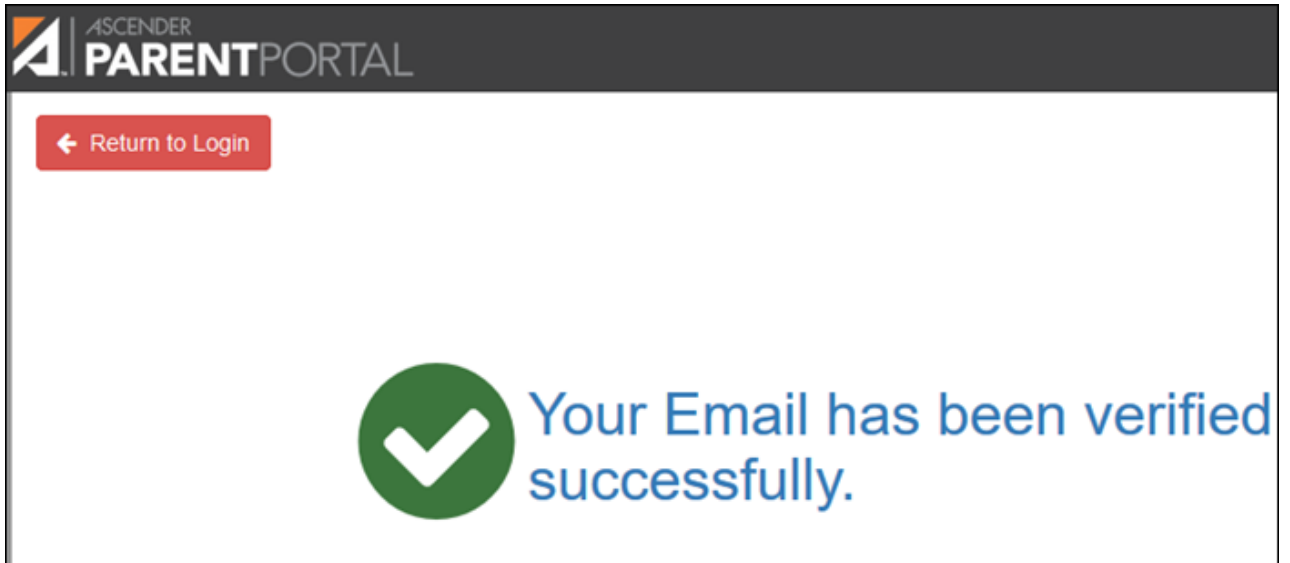 ASCENDER
PARENTPORTAL
Return to Login
Your Email has been verified
successfully.